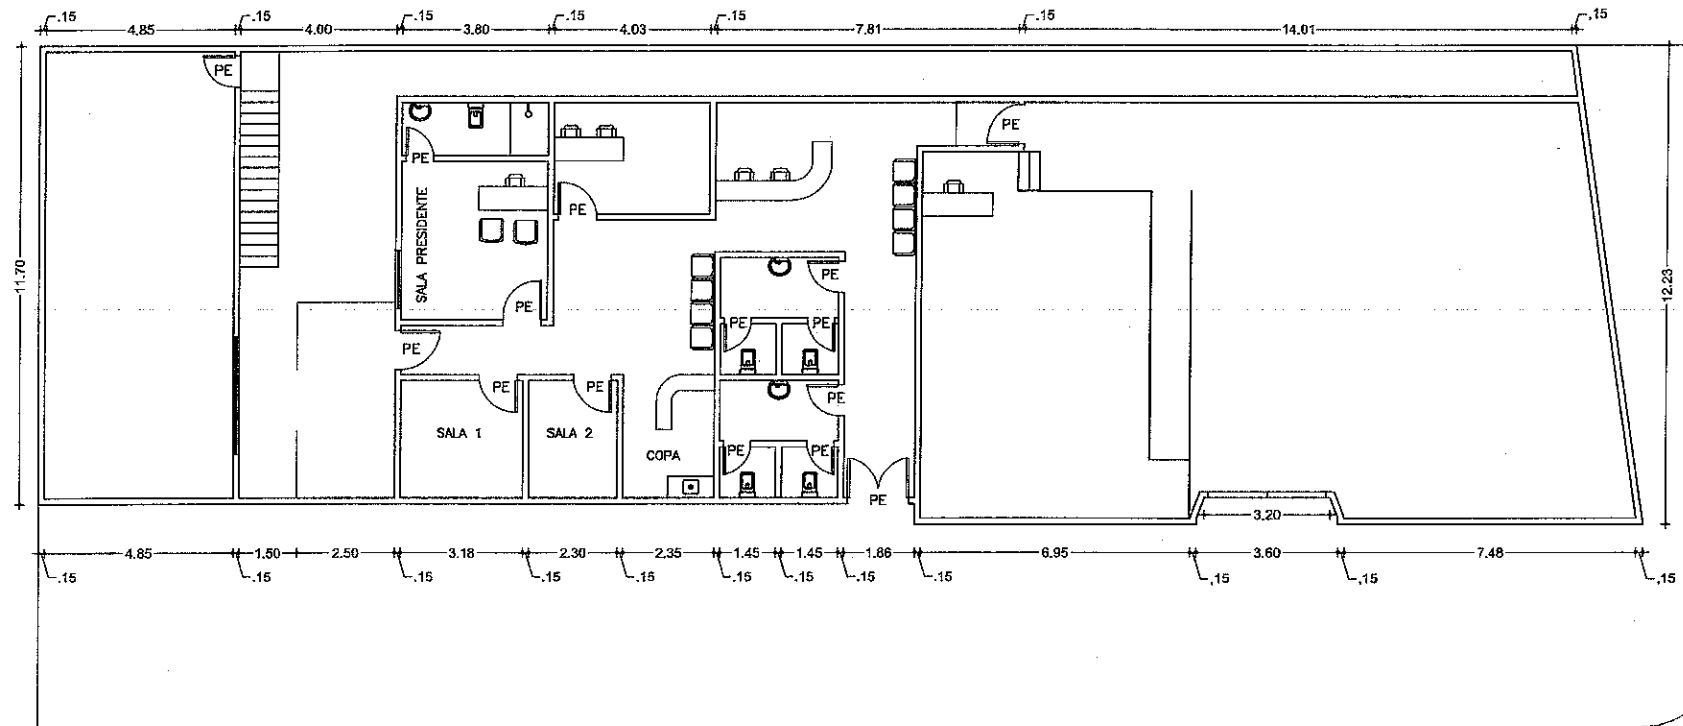 .15 .15 .15 .15 .15 .15 .15
4.85 4.00 3.80 4.03 7.81 14.01
PE
PE
PE
PE
SALA PRESIDENTE
11.70
12.23
PE
PE
PE
PE
PE
PE
PE
PE
PE
SALA 1
SALA 2
COPA
PE
PE
PE
3.20
4.85 1.50 2.50 3.18 2.30 2.35 1.45 1.45 1.66 6.95 3.60 7.48
.15 .15 .15 .15 .15 .15 .15 .15 .15 .15 .15 .15